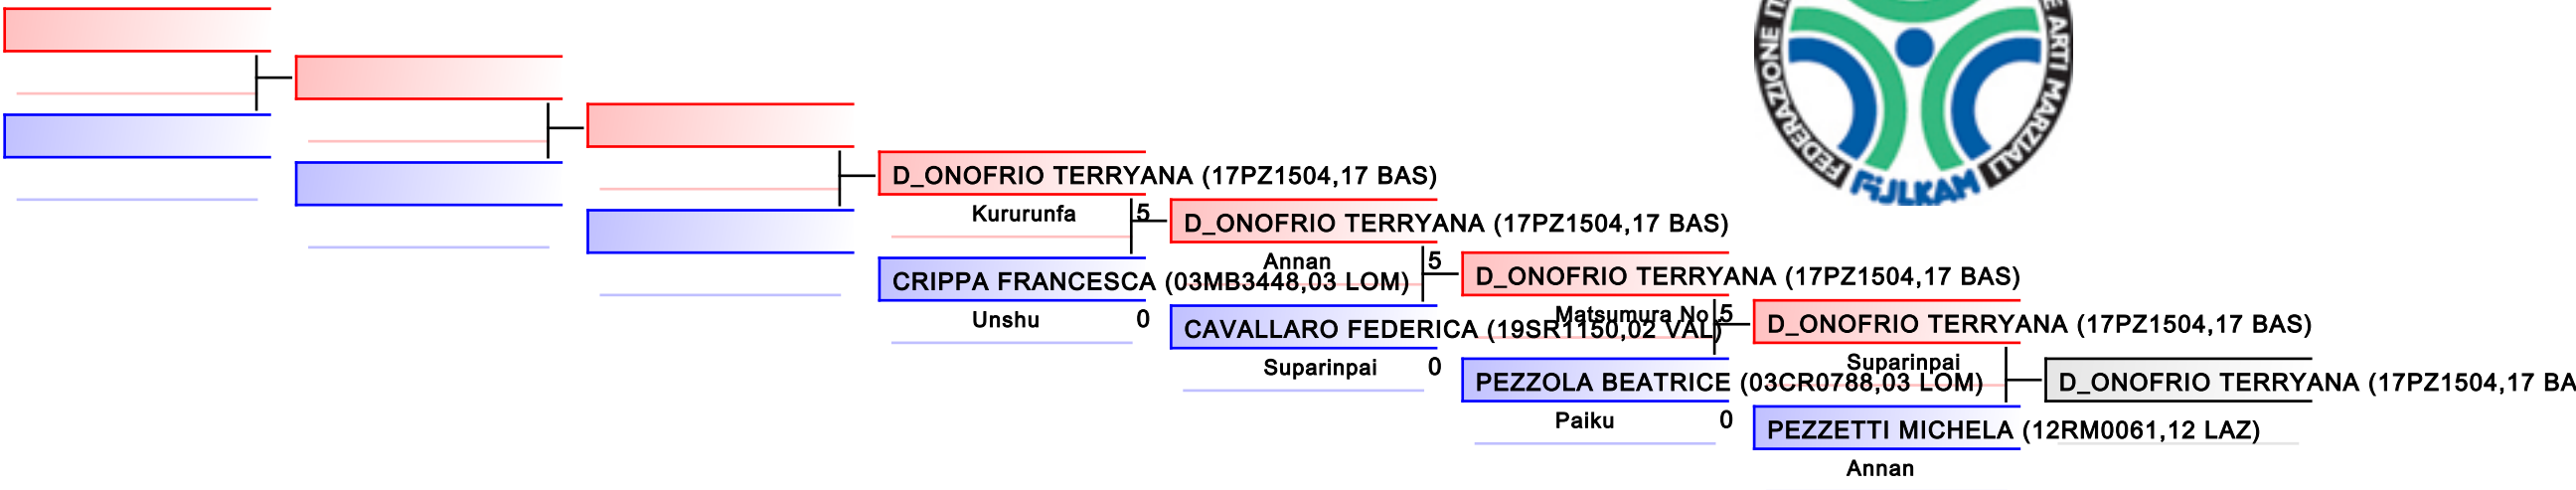 FEDERAZIONE
E ARTI MARZIALI
FIJLKAM
D_ONOFRIO TERRYANA (17PZ1504,17 BAS)
Kururunfa
5
CRIPPA FRANCESCA (03MB3448,03 LOM)
Unshu
0
D_ONOFRIO TERRYANA (17PZ1504,17 BAS)
Annan
5
CAVALLARO FEDERICA (19SR1150,02 VAL)
Suparinpai
0
D_ONOFRIO TERRYANA (17PZ1504,17 BAS)
Matsumura No
5
PEZZOLA BEATRICE (03CR0788,03 LOM)
Paiku
0
D_ONOFRIO TERRYANA (17PZ1504,17 BAS)
Suparinpai
PEZZETTI MICHELA (12RM0061,12 LAZ)
Annan
D_ONOFRIO TERRYANA (17PZ1504,17 BA